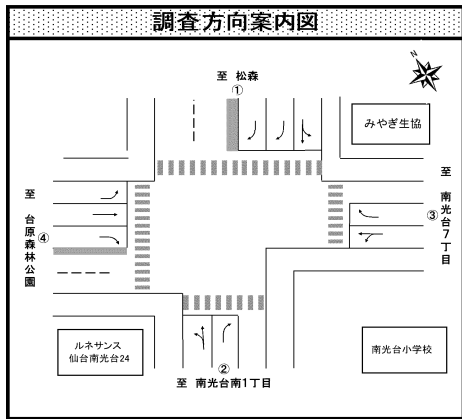 調査方向案内図
N
至 松森
①
みやぎ生協
至 南光台7丁目
③
至 台原森林公園
④
ルネサンス
仙台南光台24
②
至 南光台南1丁目
南光台小学校